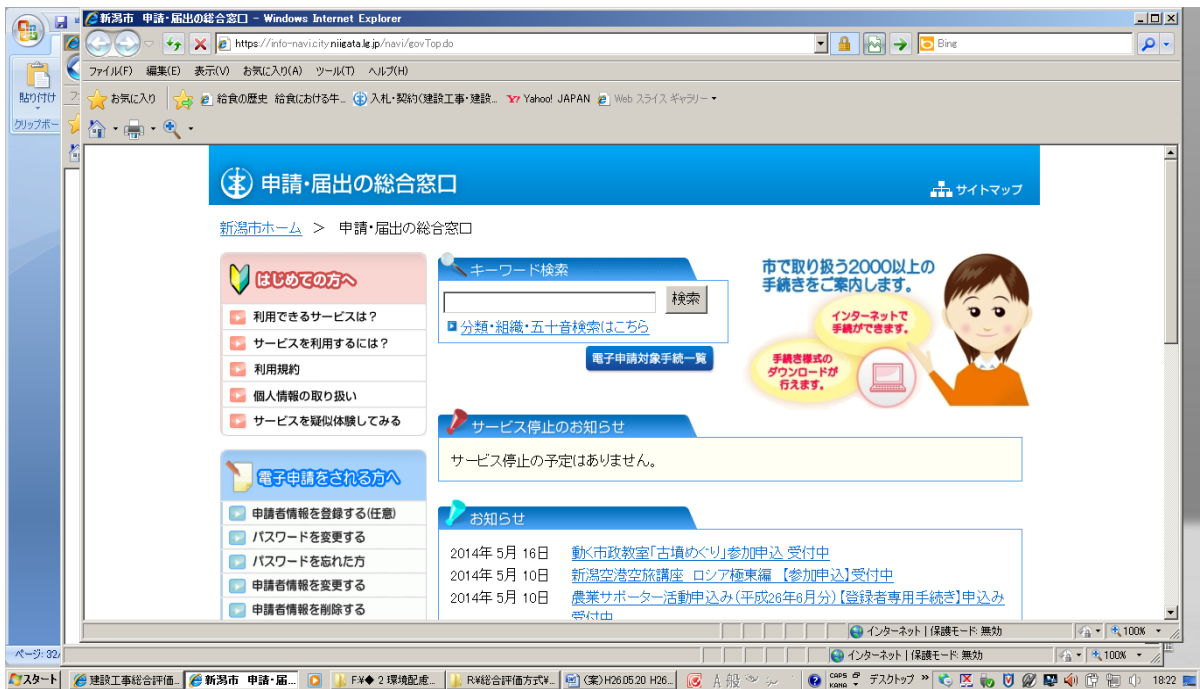 新潟市 申請・届出の総合窓口 - Windows Internet Explorer
https://info-navi.city.niigata.lg.jp/navi/govTop.do
Bing
ファイル(F) 編集(E) 表示(V) お気に入り(A) ツール(T) ヘルプ(H)
貼り付け
お気に入り 給食の歴史 給食における牛... 入札・契約(建設工事・建設... Yahoo! JAPAN Web スライス ギャラリー
クリップボー
申請・届出の総合窓口
サイトマップ
新潟市ホーム > 申請・届出の総合窓口
はじめての方へ
利用できるサービスは?
サービスを利用するには?
利用規約
個人情報の取り扱い
サービスを疑似体験してみる
電子申請をされる方へ
申請者情報を登録する(任意)
パスワードを変更する
パスワードを忘れた方
申請者情報を変更する
申請者情報を削除する
キーワード検索
検索
分類・組織・五十音検索はこちら
電子申請対象手続一覧
市で取り扱う2000以上の
手続きをご案内します。
インターネットで
手続ができます。
手続き様式の
ダウンロードが
行えます。
サービス停止のお知らせ
サービス停止の予定はありません。
お知らせ
2014年 5月 16日 動く市政教室「古墳めぐり」参加申込 受付中
2014年 5月 10日 新潟空港空旅講座 ロシア極東編 【参加申込】受付中
2014年 5月 10日 農業サポーター活動申込み(平成26年6月分)【登録者専用手続き】申込み
受付中
インターネット | 保護モード: 無効 100%
ページ: 32/
インターネット | 保護モード: 無効 100%
スタート 建設工事総合評価... 新潟市 申請・届... F:¥◆ 2 環境配慮... R:¥総合評価方式¥... (案)H26.05.20 H26... A 般 CAPS KANA デスクトップ 18:22